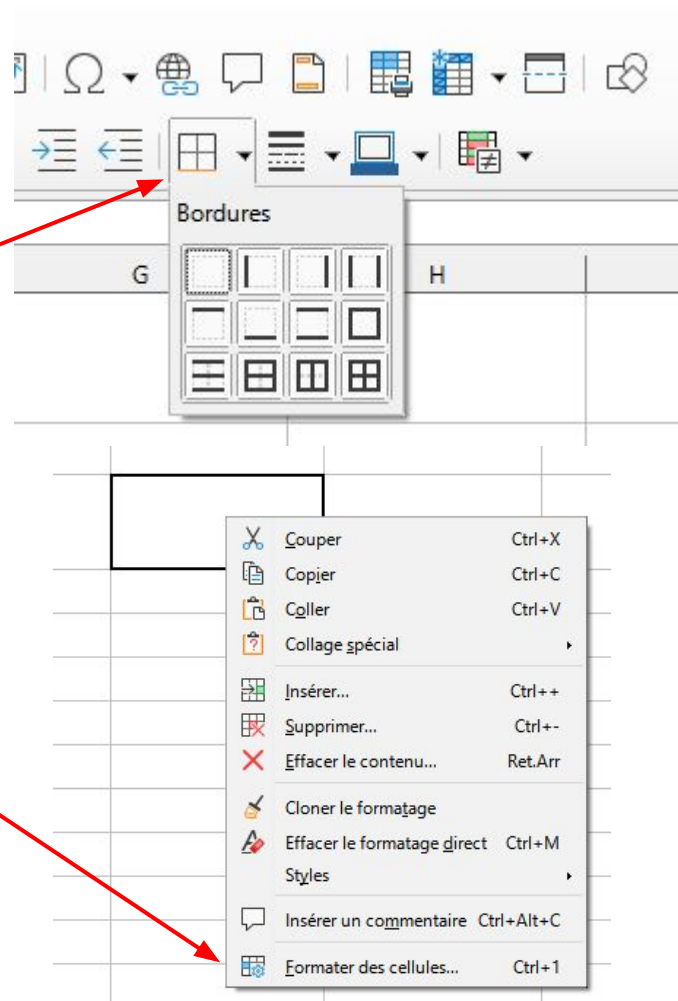 Bordures
G H
Couper Ctrl+X
Copier Ctrl+C
Coller Ctrl+V
Collage spécial
Insérer... Ctrl++
Supprimer... Ctrl+-
Effacer le contenu... Ret.Arr
Cloner le formatage
Effacer le formatage direct Ctrl+M
Styles
Insérer un commentaire Ctrl+Alt+C
Formater des cellules... Ctrl+1